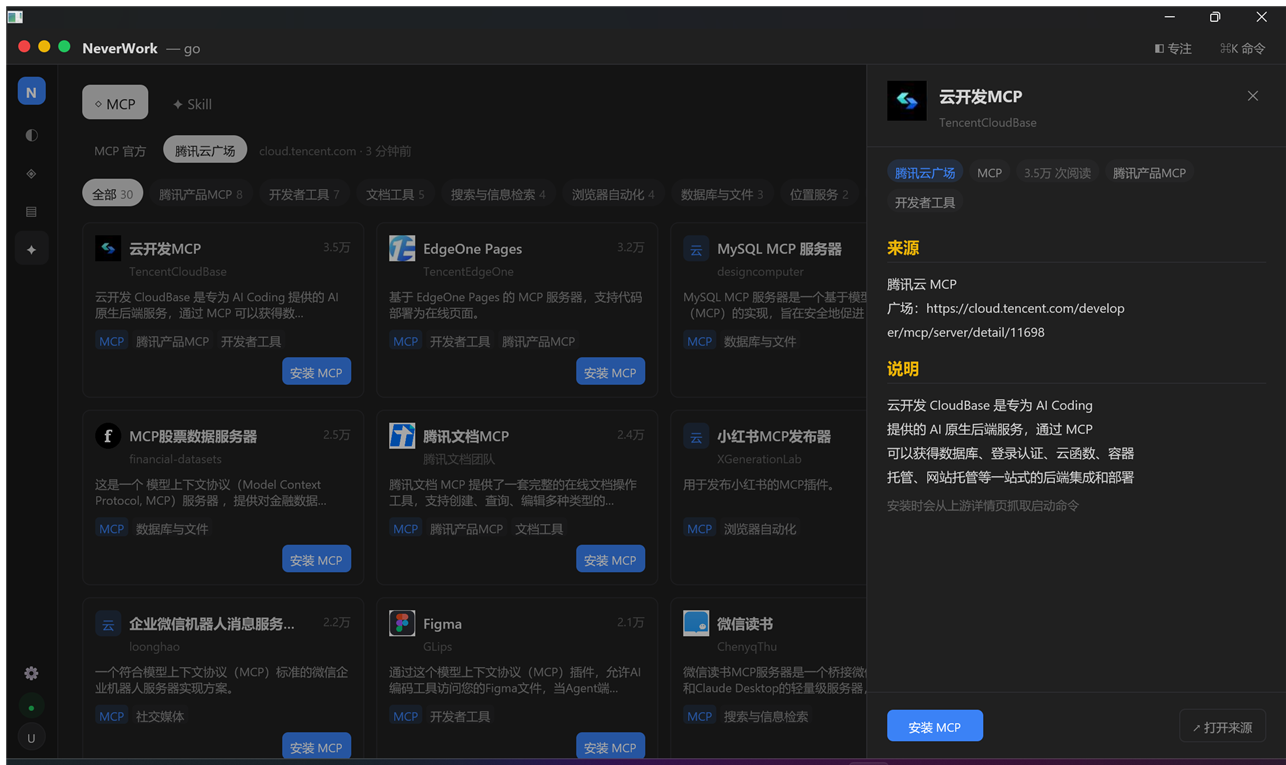 NeverWork — go
专注
⌘K 命令
N
MCP
Skill
MCP 官方
腾讯云广场
cloud.tencent.com · 3 分钟前
全部 30
腾讯产品MCP 8
开发者工具 7
文档工具 5
搜索与信息检索 4
浏览器自动化 4
数据库与文件 3
位置服务 2
云开发MCP
3.5万
TencentCloudBase
云开发 CloudBase 是专为 AI Coding 提供的 AI
原生后端服务，通过 MCP 可以获得数...
MCP 腾讯产品MCP 开发者工具
安装 MCP
EdgeOne Pages
3.2万
TencentEdgeOne
基于 EdgeOne Pages 的 MCP 服务器，支持代码
部署为在线页面。
MCP 开发者工具 腾讯产品MCP
安装 MCP
云
MySQL MCP 服务器
designcomputer
MySQL MCP 服务器是一个基于模型
（MCP）的实现，旨在安全地促进
MCP 数据库与文件
f
MCP股票数据服务器
2.5万
financial-datasets
这是一个 模型上下文协议（Model Context
Protocol, MCP）服务器 ，提供对金融数据...
MCP 数据库与文件
安装 MCP
腾讯文档MCP
2.4万
腾讯文档团队
腾讯文档 MCP 提供了一套完整的在线文档操作
工具，支持创建、查询、编辑多种类型的...
MCP 腾讯产品MCP 文档工具
安装 MCP
云
小红书MCP发布器
XGenerationLab
用于发布小红书的MCP插件。
MCP 浏览器自动化
云
企业微信机器人消息服务...
2.2万
loonghao
一个符合模型上下文协议（MCP）标准的微信企
业机器人服务器实现方案。
MCP 社交媒体
安装 MCP
Figma
2.1万
GLips
通过这个模型上下文协议（MCP）插件，允许AI
编码工具访问您的Figma文件，当Agent端...
MCP 开发者工具
安装 MCP
微信读书
ChenyqThu
微信读书MCP服务器是一个桥接微信
和Claude Desktop的轻量级服务器，
MCP 搜索与信息检索
U
云开发MCP
TencentCloudBase
腾讯云广场 MCP 3.5万 次阅读 腾讯产品MCP
开发者工具
来源
腾讯云 MCP
广场：https://cloud.tencent.com/develop
er/mcp/server/detail/11698
说明
云开发 CloudBase 是专为 AI Coding
提供的 AI 原生后端服务，通过 MCP
可以获得数据库、登录认证、云函数、容器
托管、网站托管等一站式的后端集成和部署
安装时会从上游详情页抓取启动命令
安装 MCP
↗ 打开来源